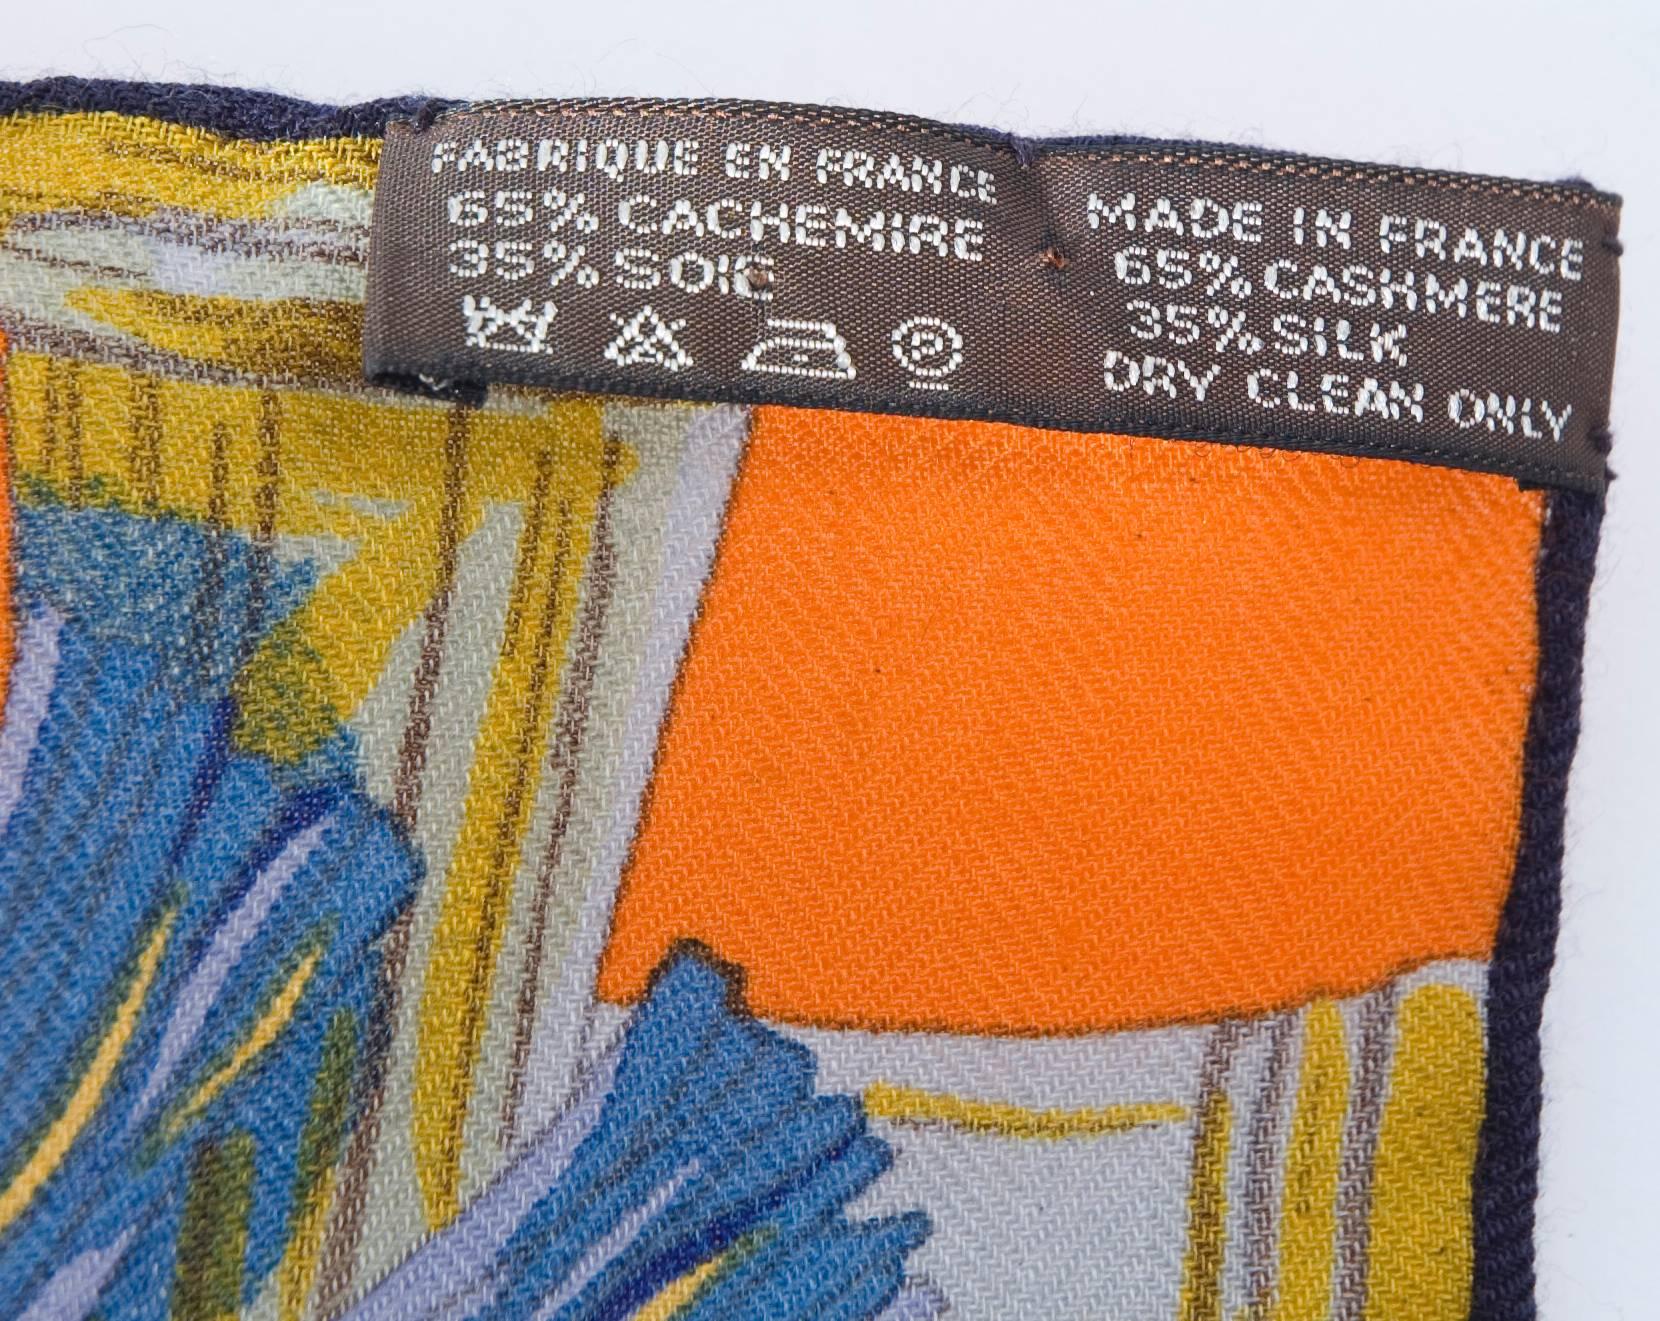 FABRIQUE EN FRANCE
65% CACHEMIRE
35% SOIE
P
MADE IN FRANCE
65% CASHMERE
35% SILK
DRY CLEAN ONLY